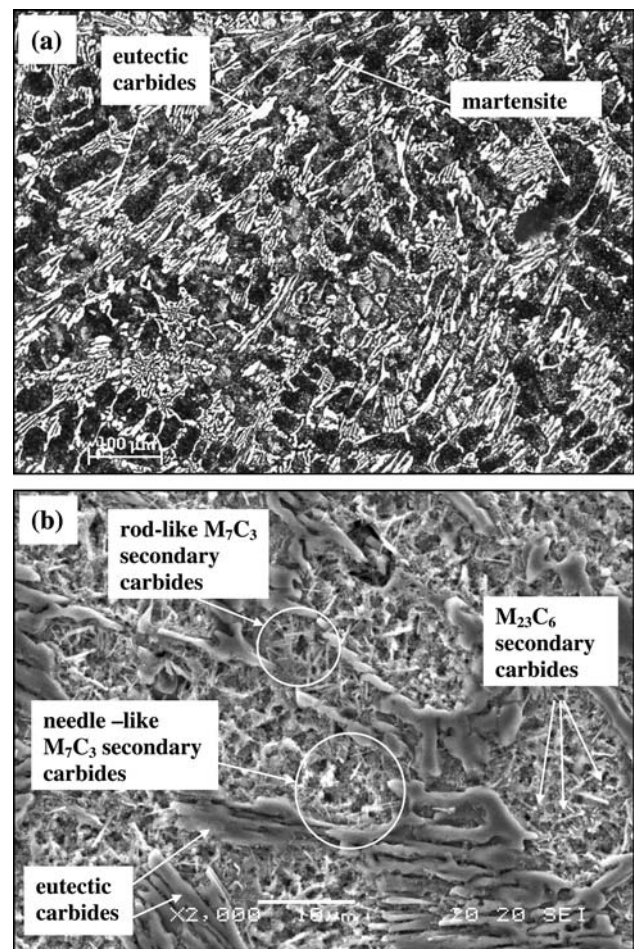 (a)
eutectic
carbides
martensite
100 µm
(b)
rod-like M₇C₃
secondary
carbides
M₂₃C₆
secondary
carbides
needle –like
M₇C₃ secondary
carbides
eutectic
carbides
X2,000 10µm 20 20 SEI